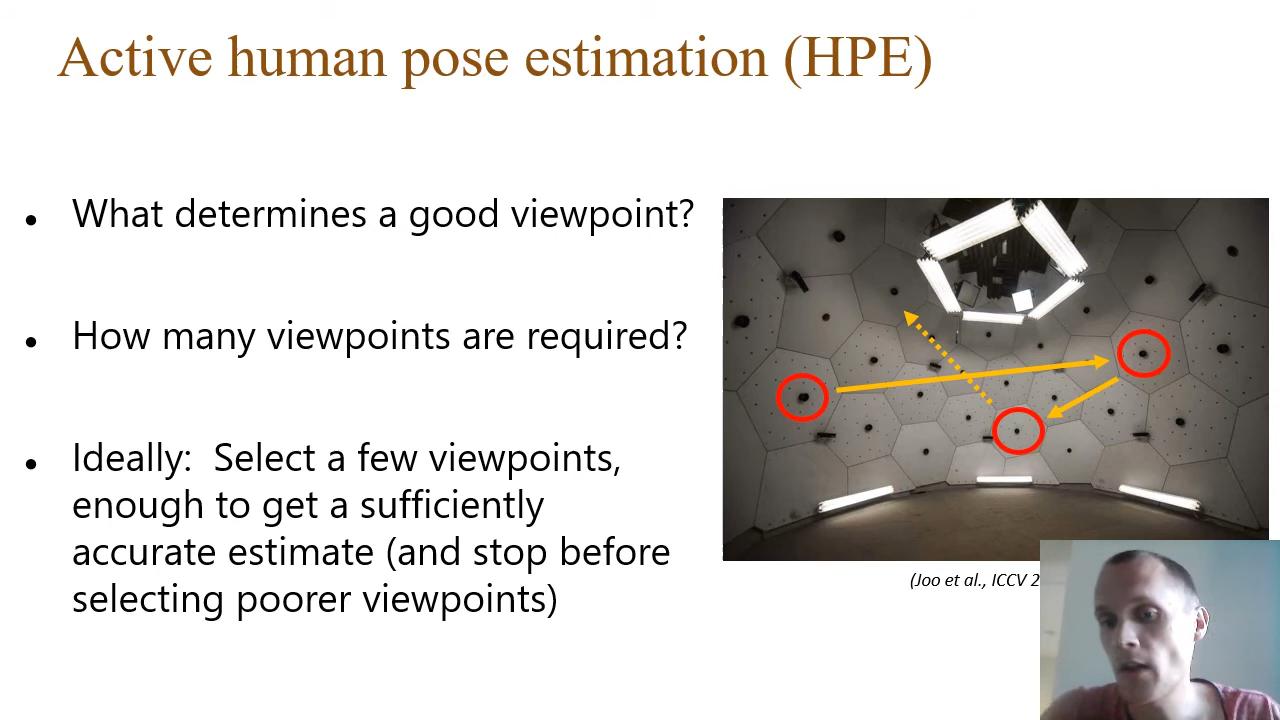 Active human pose estimation (HPE)
• What determines a good viewpoint?
• How many viewpoints are required?
• Ideally: Select a few viewpoints,
enough to get a sufficiently
accurate estimate (and stop before
selecting poorer viewpoints)
(Joo et al., ICCV 2